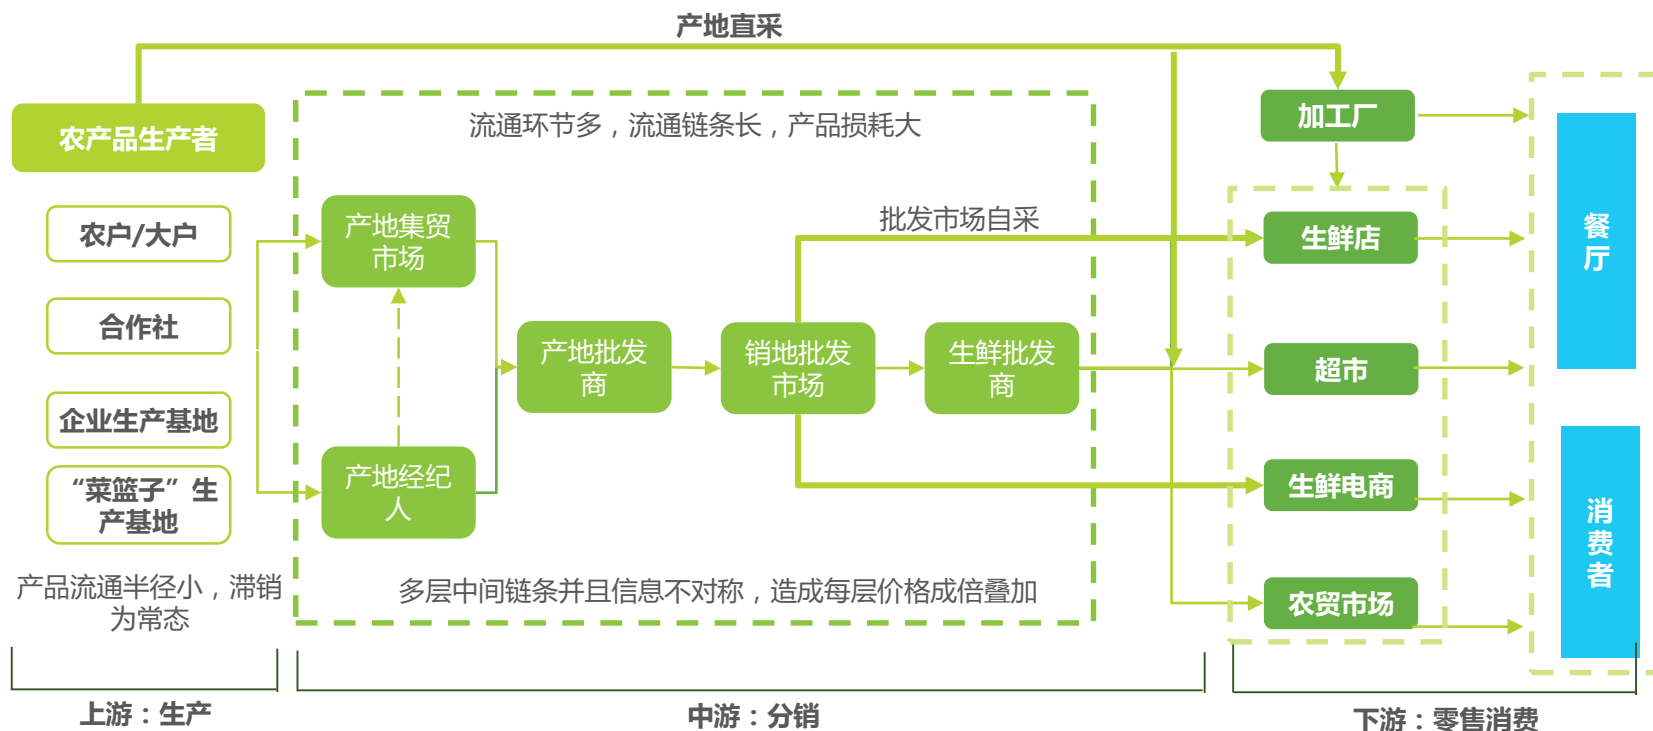 产地直采
农产品生产者
农户/大户
合作社
企业生产基地
“菜篮子”生
产基地
产品流通半径小，滞销
为常态
流通环节多，流通链条长，产品损耗大
产地集贸
市场
产地经纪
人
产地批发
商
销地批发
市场
生鲜批发
商
批发市场自采
多层中间链条并且信息不对称，造成每层价格成倍叠加
加工厂
生鲜店
超市
生鲜电商
农贸市场
餐
厅
消
费
者
上游：生产
中游：分销
下游：零售消费